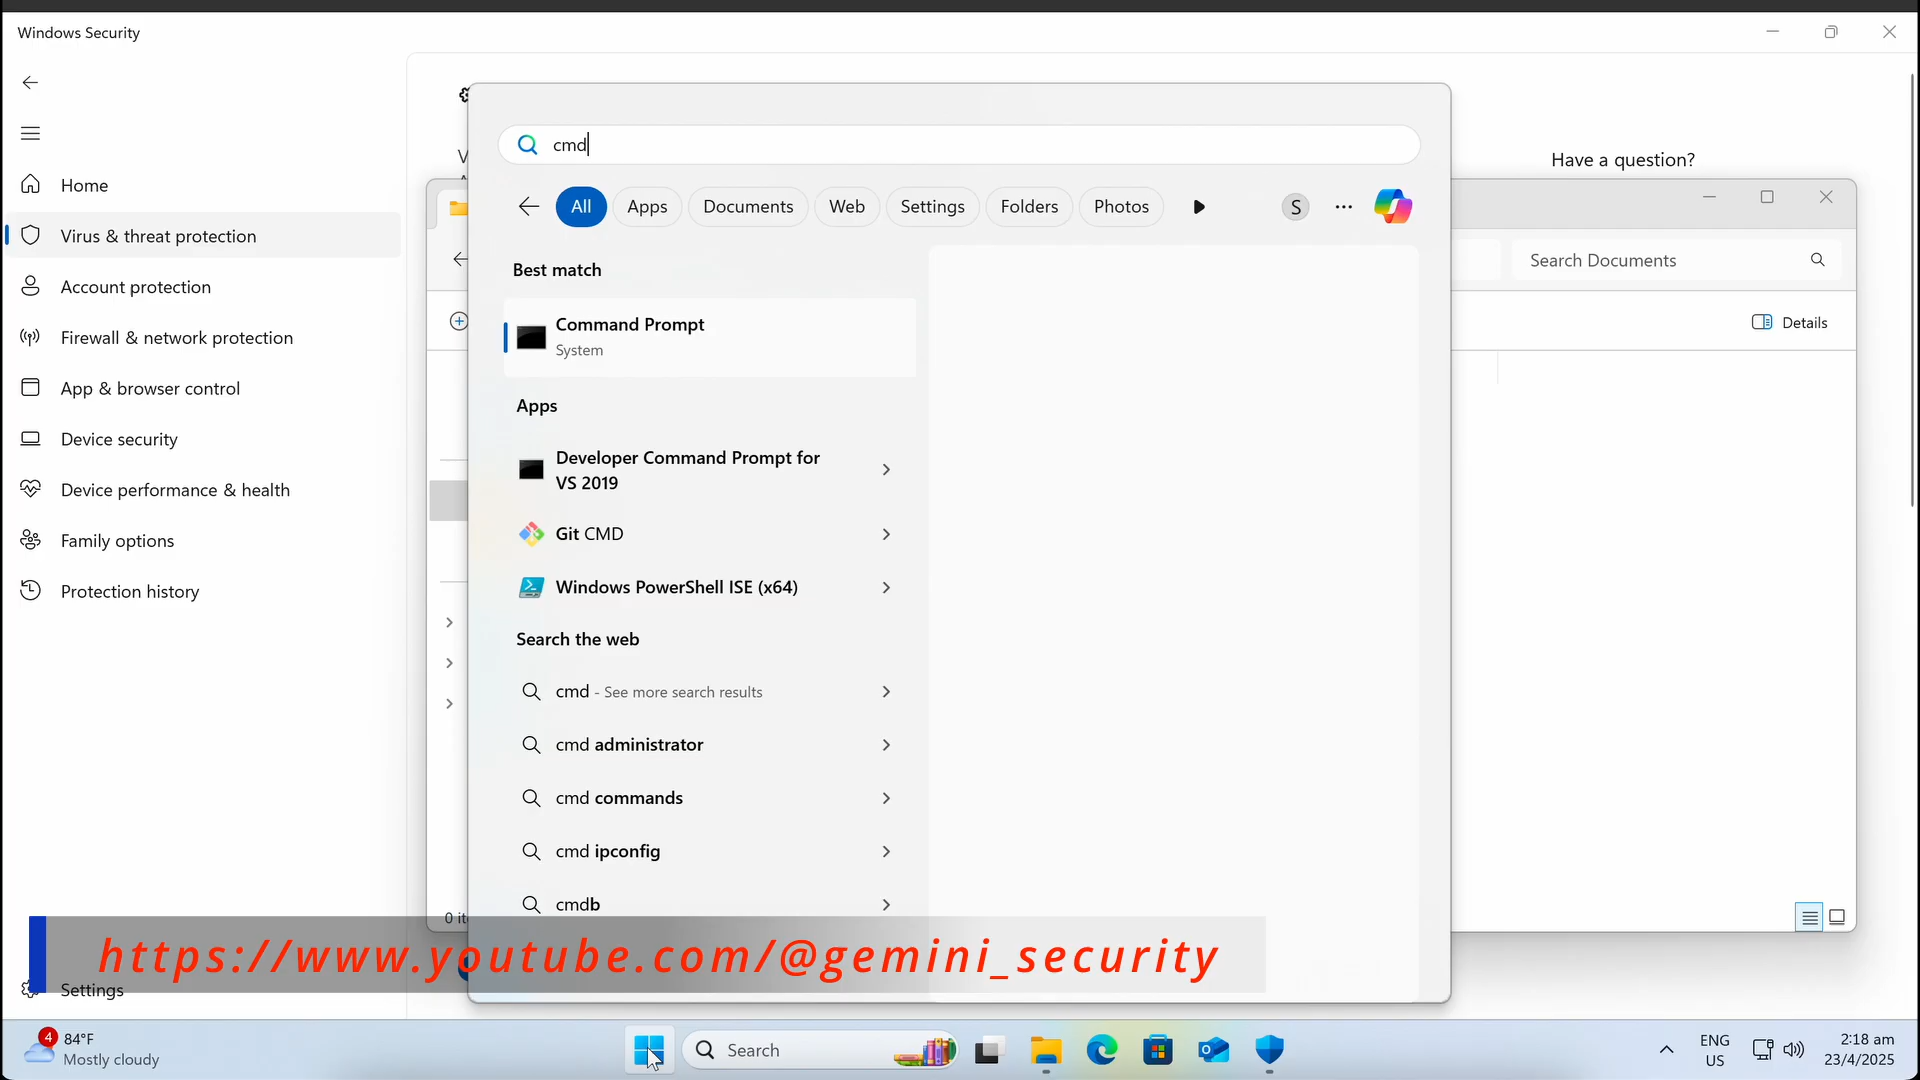 Windows Security
Home
Virus & threat protection
Account protection
Firewall & network protection
App & browser control
Device security
Device performance & health
Family options
Protection history
Settings
Have a question?
cmd
All
Apps
Documents
Web
Settings
Folders
Photos
S
Best match
Command Prompt
System
Apps
Developer Command Prompt for
VS 2019
Git CMD
Windows PowerShell ISE (x64)
Search the web
cmd - See more search results
cmd administrator
cmd commands
cmd ipconfig
cmdb
Search Documents
Details
https://www.youtube.com/@gemini_security
4
84°F
Mostly cloudy
Search
ENG
US
2:18 am
23/4/2025